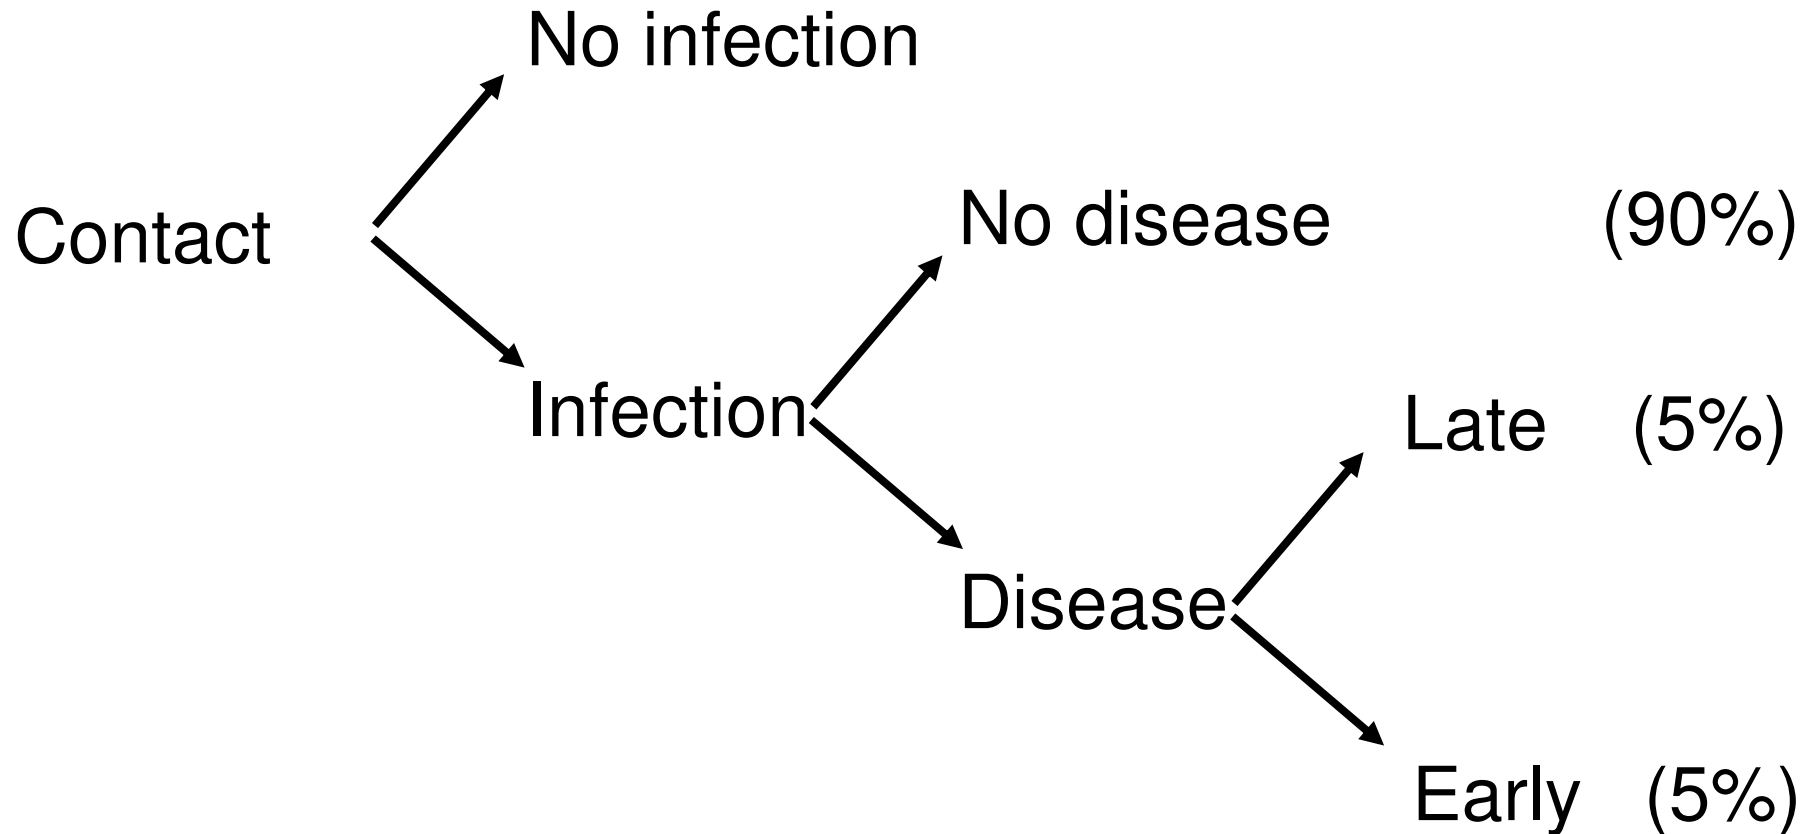 No infection
Contact
No disease (90%)
Infection
Late (5%)
Disease
Early (5%)